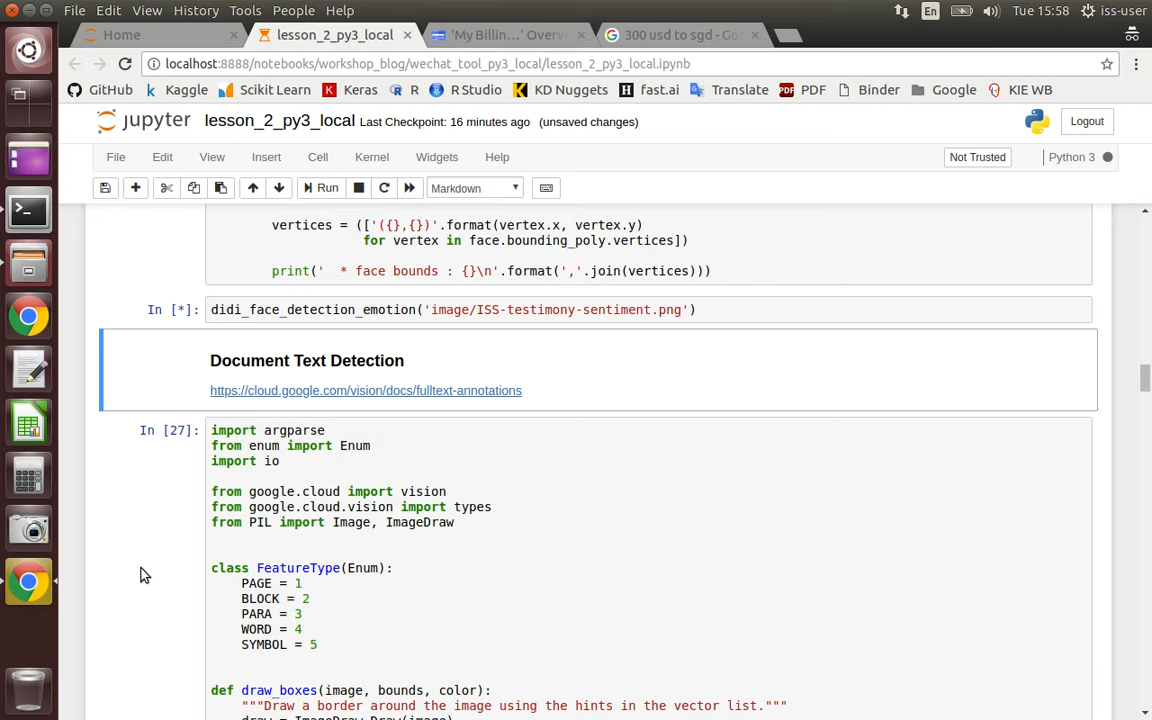 File Edit View History Tools People Help
En Tue 15:58 iss-user
Home lesson_2_py3_local 'My Billin…' Overv 300 usd to sgd - Go
localhost:8888/notebooks/workshop_blog/wechat_tool_py3_local/lesson_2_py3_local.ipynb
GitHub Kaggle Scikit Learn Keras R R Studio KD Nuggets fast.ai Translate PDF Binder Google KIE WB
jupyter lesson_2_py3_local Last Checkpoint: 16 minutes ago (unsaved changes) Logout
File Edit View Insert Cell Kernel Widgets Help Not Trusted Python 3
Run Markdown
vertices = (['({},{})'.format(vertex.x, vertex.y)
for vertex in face.bounding_poly.vertices])
print('  * face bounds : {}\n'.format(','.join(vertices)))
In [*]: didi_face_detection_emotion('image/ISS-testimony-sentiment.png')
Document Text Detection
https://cloud.google.com/vision/docs/fulltext-annotations
In [27]: import argparse
from enum import Enum
import io
from google.cloud import vision
from google.cloud.vision import types
from PIL import Image, ImageDraw
class FeatureType(Enum):
PAGE = 1
BLOCK = 2
PARA = 3
WORD = 4
SYMBOL = 5
def draw_boxes(image, bounds, color):
"""Draw a border around the image using the hints in the vector list."""
draw = ImageDraw.Draw(image)